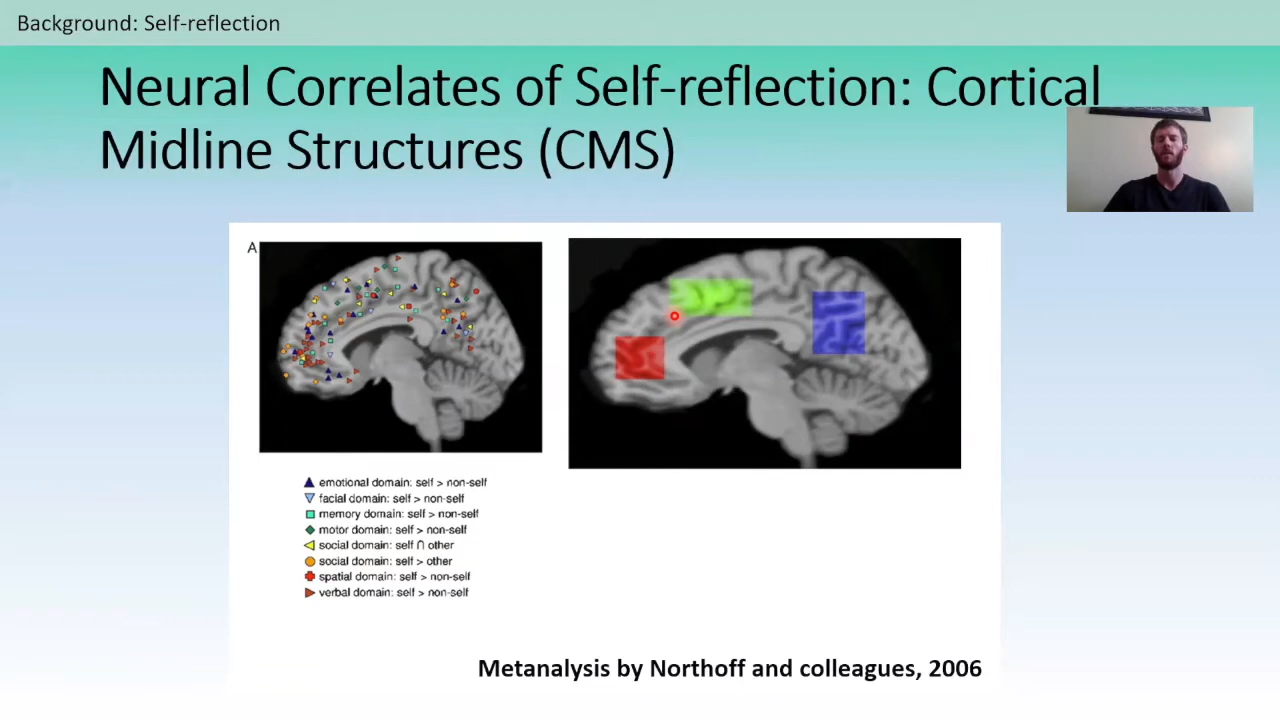 Background: Self-reflection
Neural Correlates of Self-reflection: Cortical
Midline Structures (CMS)
A
emotional domain: self > non-self
facial domain: self > non-self
memory domain: self > non-self
motor domain: self > non-self
social domain: self ∩ other
social domain: self > other
spatial domain: self > non-self
verbal domain: self > non-self
Metanalysis by Northoff and colleagues, 2006